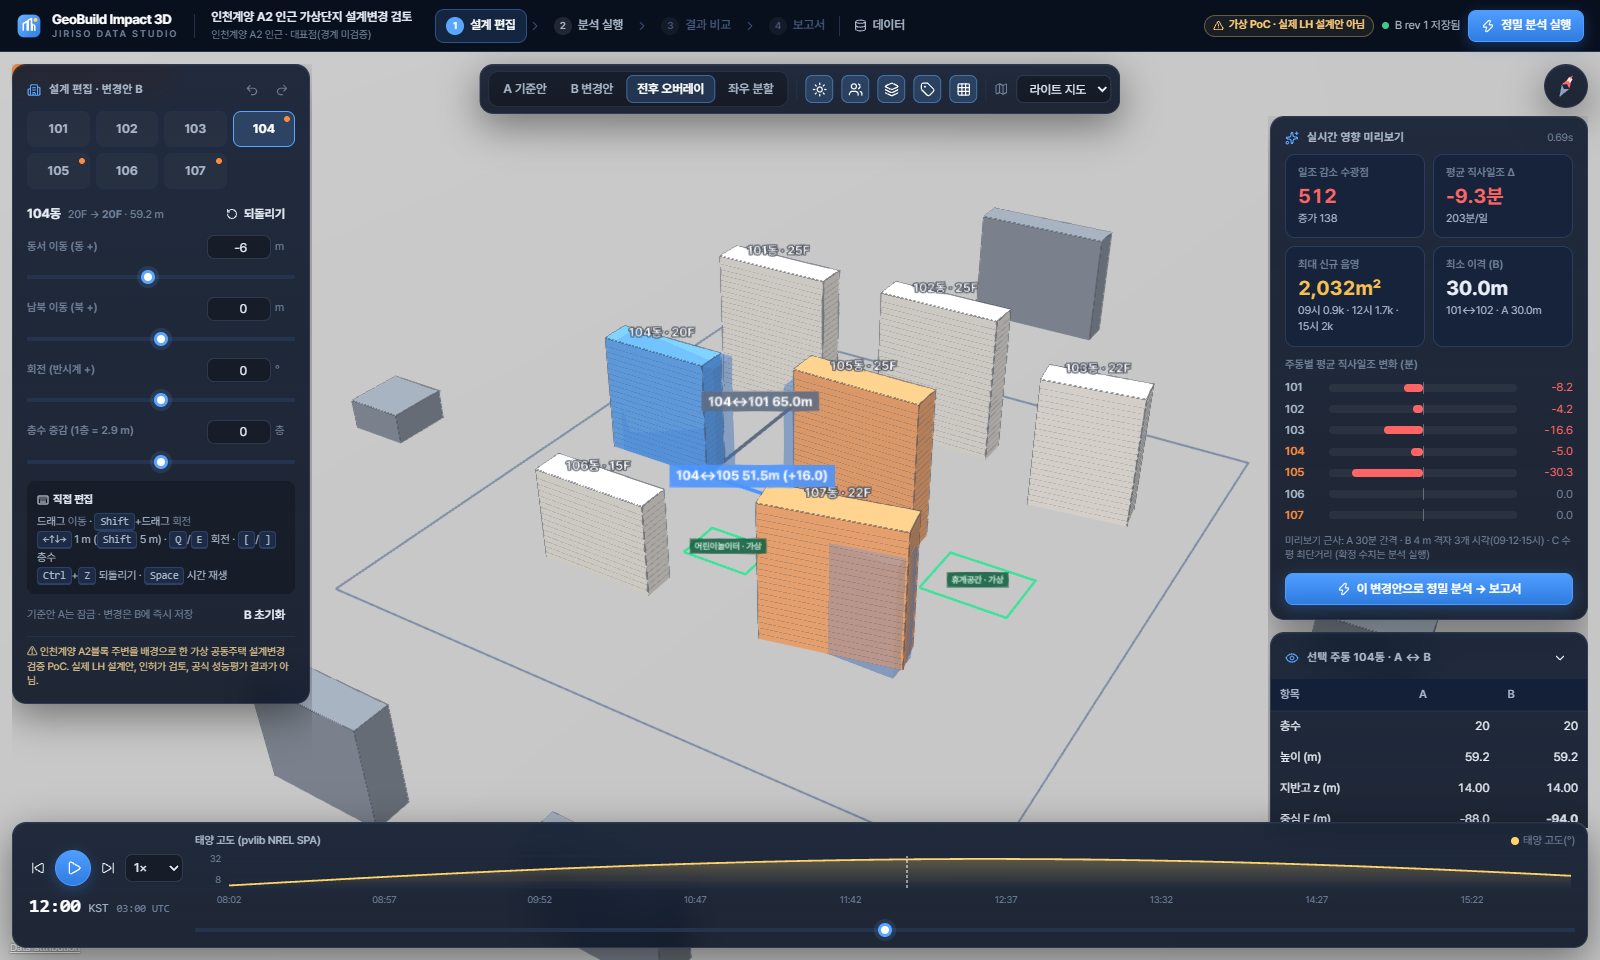 GeoBuild Impact 3D
JIRISO DATA STUDIO
인천계양 A2 인근 가상단지 설계변경 검토
인천계양 A2 인근 · 대표점(경계 미검증)
1 설계 편집
2 분석 실행
3 결과 비교
4 보고서
데이터
가상 PoC · 실제 LH 설계안 아님
B rev 1 저장됨
정밀 분석 실행
설계 편집 · 변경안 B
101 102 103 104
105 106 107
104동 20F → 20F · 59.2 m
되돌리기
동서 이동 (동 +) -6 m
남북 이동 (북 +) 0 m
회전 (반시계 +) 0 °
층수 증감 (1층 = 2.9 m) 0 층
직접 편집
드래그 이동 · Shift +드래그 회전
←↑↓→ 1 m ( Shift 5 m) · Q / E 회전 · [ / ]
층수
Ctrl + Z 되돌리기 · Space 시간 재생
기준안 A는 잠금 · 변경은 B에 즉시 저장
B 초기화
인천계양 A2블록 주변을 배경으로 한 가상 공동주택 설계변경
검증 PoC. 실제 LH 설계안, 인허가 검토, 공식 성능평가 결과가 아
님.
A 기준안
B 변경안
전후 오버레이
좌우 분할
라이트 지도
101동 · 25F
102동 · 25F
104동 · 20F
105동 · 25F
103동 · 22F
104↔101 65.0m
106동 · 15F
104↔105 51.5m (+16.0)
107동 · 22F
어린이놀이터 · 가상
휴게공간 · 가상
실시간 영향 미리보기
0.69s
일조 감소 수광점
512
증가 138
평균 직사일조 Δ
-9.3분
203분/일
최대 신규 음영
2,032m²
09시 0.9k · 12시 1.7k ·
15시 2k
최소 이격 (B)
30.0m
101↔102 · A 30.0m
주동별 평균 직사일조 변화 (분)
101 -8.2
102 -4.2
103 -16.6
104 -5.0
105 -30.3
106 0.0
107 0.0
미리보기 근사: A 30분 간격 · B 4 m 격자 3개 시각(09·12·15시) · C 수
평 최단거리 (확정 수치는 분석 실행)
이 변경안으로 정밀 분석 → 보고서
선택 주동 104동 · A ↔ B
항목 A B
층수 20 20
높이 (m) 59.2 59.2
지반고 z (m) 14.00 14.00
중심 E (m) -88.0 -94.0
1×
12:00 KST 03:00 UTC
태양 고도 (pvlib NREL SPA)
태양 고도(°)
32
8
08:02 08:57 09:52 10:47 11:42 12:37 13:32 14:27 15:22
Data attribution